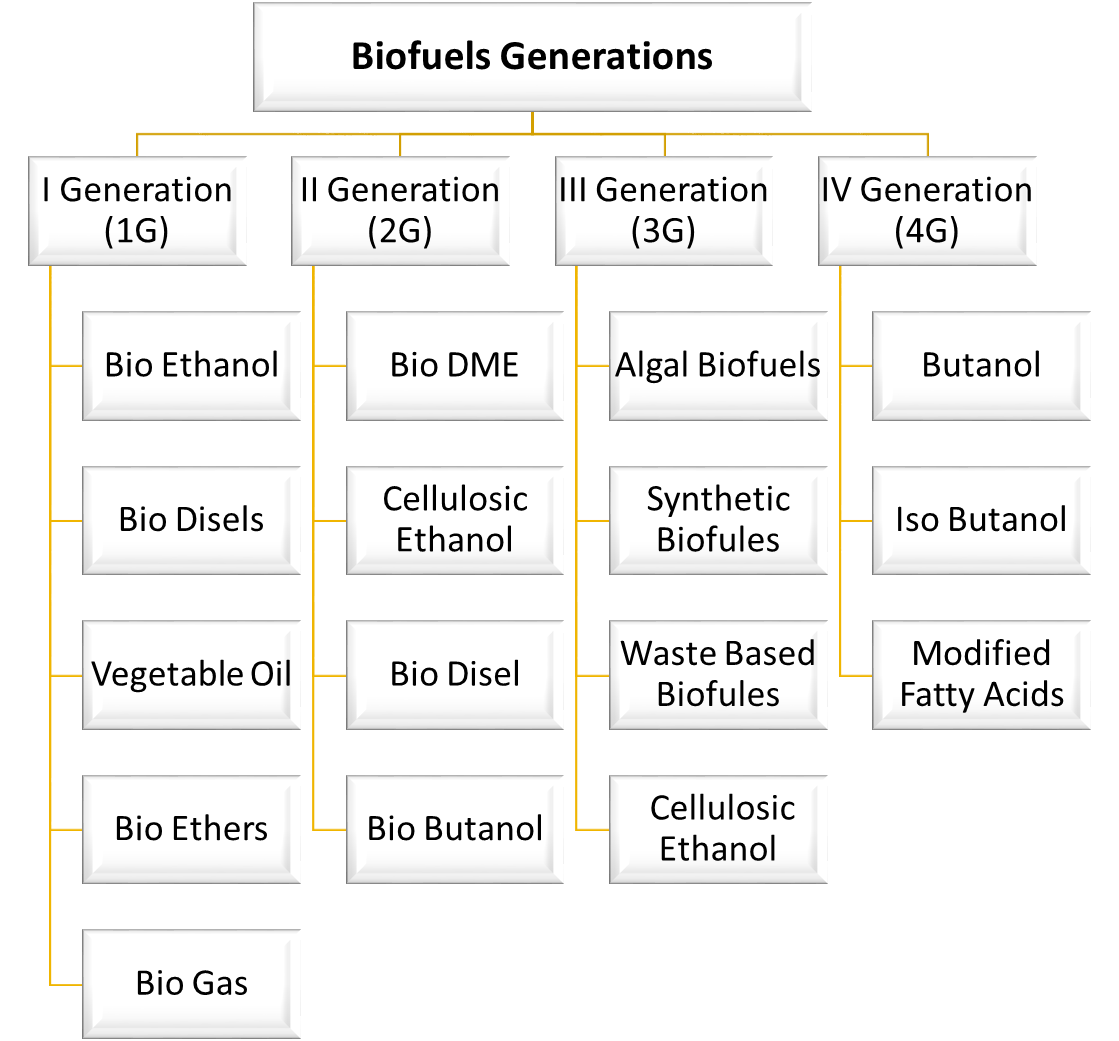 Biofuels Generations
I Generation
(1G)
Bio Ethanol
Bio Disels
Vegetable Oil
Bio Ethers
Bio Gas
II Generation
(2G)
Bio DME
Cellulosic
Ethanol
Bio Disel
Bio Butanol
III Generation
(3G)
Algal Biofuels
Synthetic
Biofules
Waste Based
Biofules
Cellulosic
Ethanol
IV Generation
(4G)
Butanol
Iso Butanol
Modified
Fatty Acids